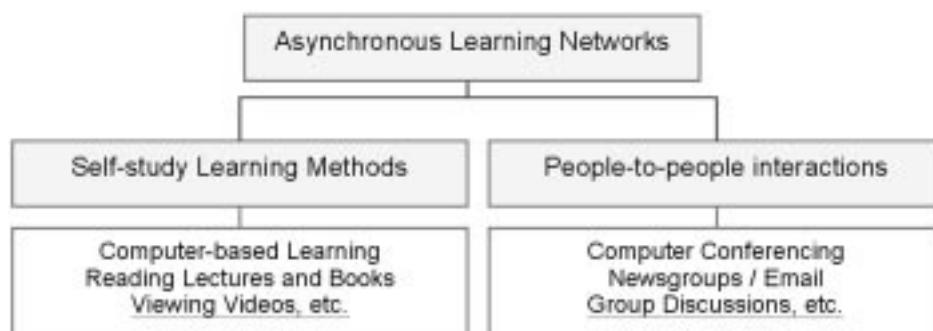 Asynchronous Learning Networks
Self-study Learning Methods
People-to-people interactions
Computer-based Learning
Reading Lectures and Books
Viewing Videos, etc.
Computer Conferencing
Newsgroups / Email
Group Discussions, etc.